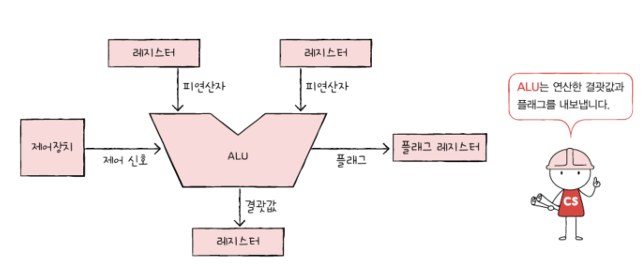 레지스터
레지스터
피연산자
피연산자
제어장치
제어 신호
ALU
플래그
플래그 레지스터
결괏값
레지스터
ALU는 연산한 결괏값과
플래그를 내보냅니다.
CS